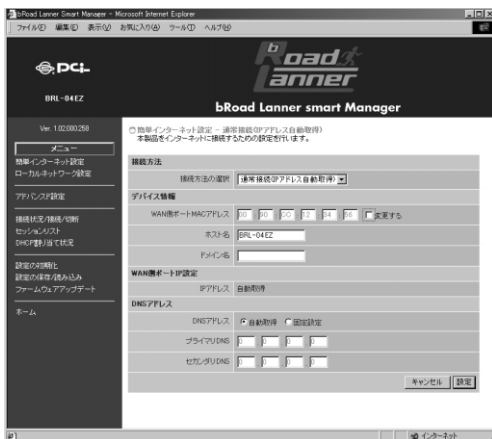 bRoad Lanner Smart Manager - Microsoft Internet Explorer
ファイル(F) 編集(E) 表示(V) お気に入り(A) ツール(T) ヘルプ(H)
PCi
BRL-04EZ
bRoad Lanner
bRoad Lanner smart Manager
Ver. 1.02:000.258
メニュー
簡単インターネット設定
ローカルネットワーク設定
アドバンスド設定
接続状況/接続/切断
セッションリスト
DHCP割り当て状況
設定の初期化
設定の保存/読み込み
ファームウェアアップデート
ホーム
簡単インターネット設定 - 通常接続(IPアドレス自動取得)
本製品をインターネットに接続するための設定を行います。
接続方法
接続方法の選択 通常接続(IPアドレス自動取得)
デバイス情報
WAN側ポートMACアドレス 00 : 90 : CC : 12 : 34 : 56 変更する
ホスト名 BRL-04EZ
ドメイン名
WAN側ポートIP設定
IPアドレス 自動取得
DNSアドレス
DNSアドレス 自動取得 固定設定
プライマリDNS 0 . 0 . 0 . 0
セカンダリDNS 0 . 0 . 0 . 0
キャンセル 設定
インターネット